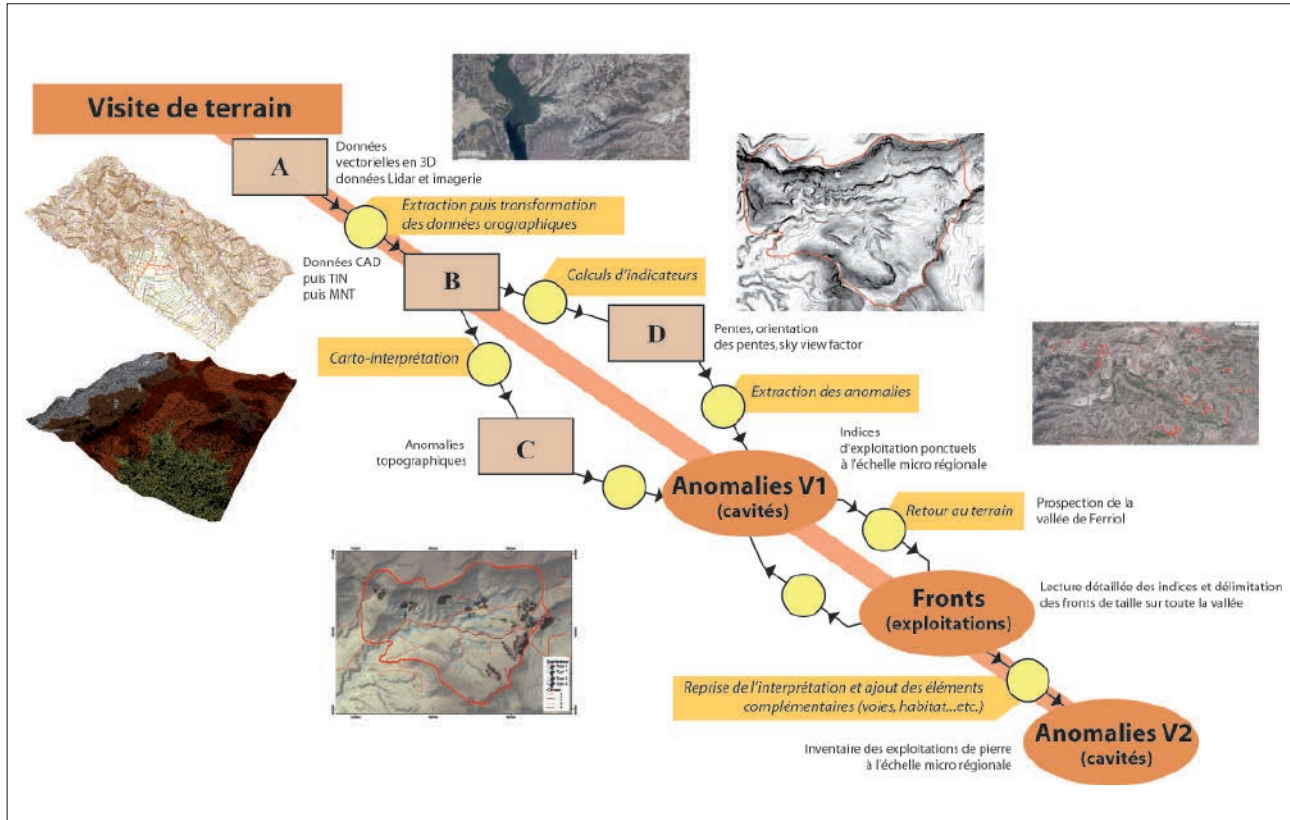 Visite de terrain
A
Données
vectorielles en 3D
données Lidar et imagerie
Extraction puis transformation
des données orographiques
Données CAD
puis TIN
puis MNT
B
Calculs d'indicateurs
D
Pentes, orientation
des pentes, sky view factor
Carto-interprétation
Extraction des anomalies
Anomalies
topographiques
C
Indices
d'exploitation ponctuels
à l'échelle micro régionale
Anomalies V1
(cavités)
Retour au terrain
Prospection de la
vallée de Ferriol
Fronts
(exploitations)
Lecture détaillée des indices et délimitation
des fronts de taille sur toute la vallée
Reprise de l'interprétation et ajout des éléments
complémentaires (voies, habitat...etc.)
Anomalies V2
(cavités)
Inventaire des exploitations de pierre
à l'échelle micro régionale